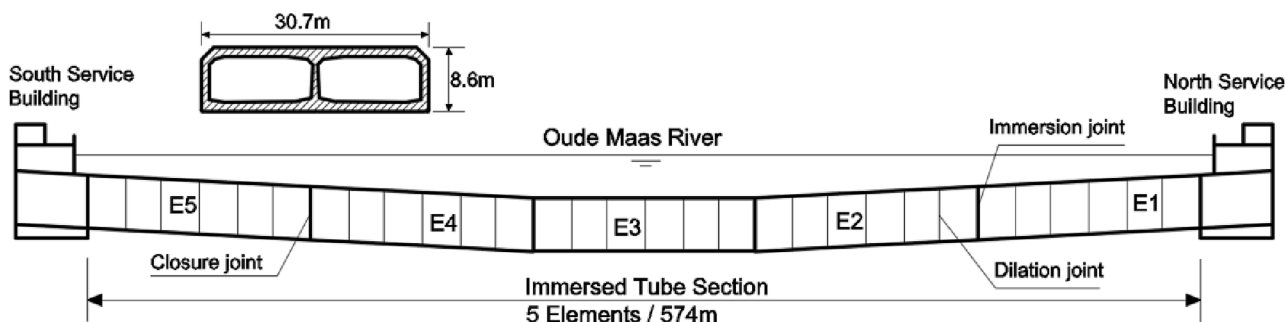 30.7m
8.6m
South Service
Building
North Service
Building
Oude Maas River
Immersion joint
E5
E4
E3
E2
E1
Closure joint
Dilation joint
Immersed Tube Section
5 Elements / 574m